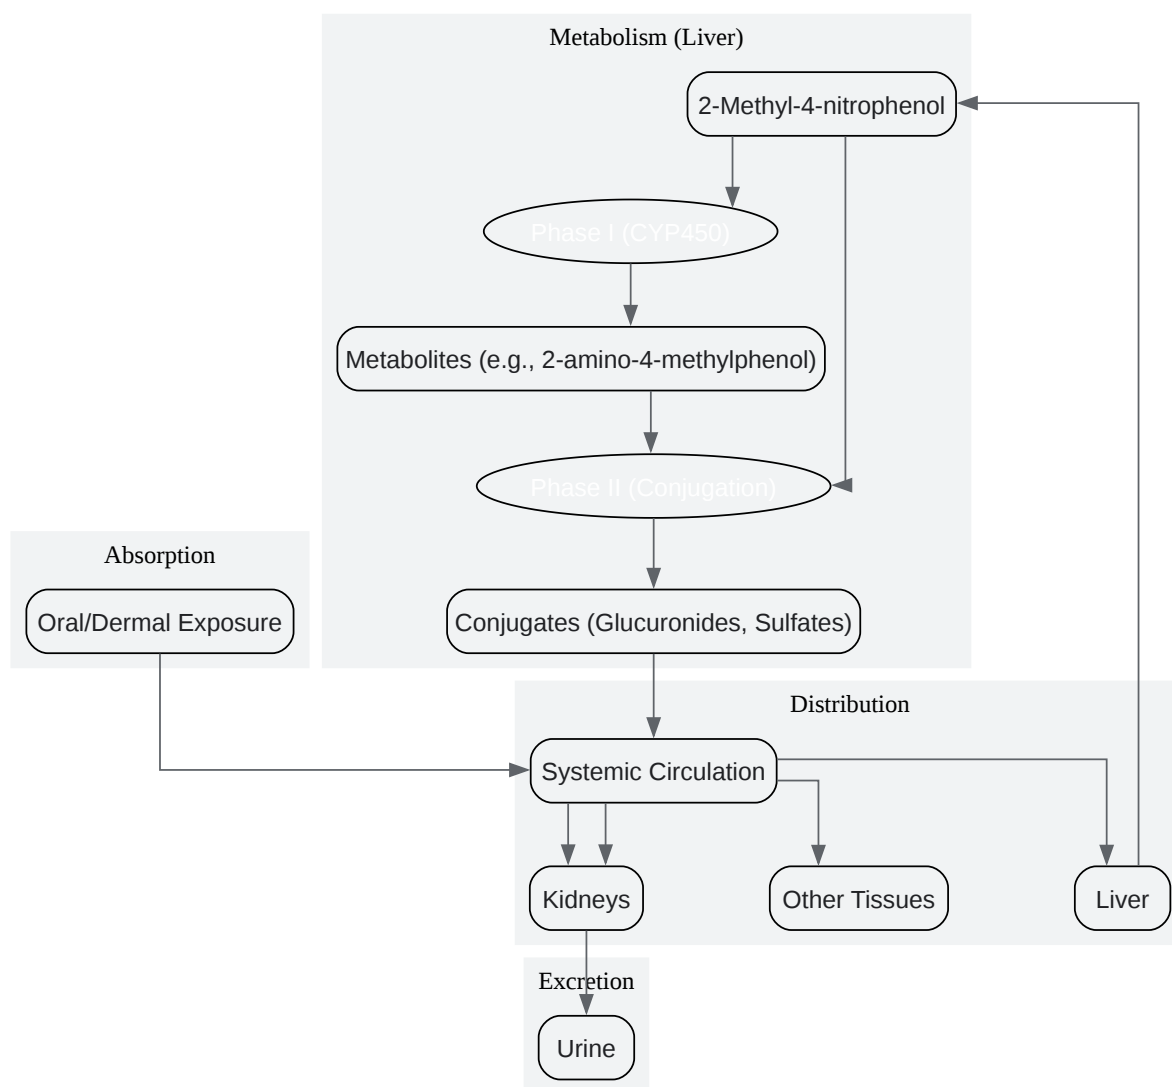 Metabolism (Liver)
2-Methyl-4-nitrophenol
Phase I (CYP450)
Metabolites (e.g., 2-amino-4-methylphenol)
Phase II (Conjugation)
Conjugates (Glucuronides, Sulfates)
Absorption
Oral/Dermal Exposure
Distribution
Systemic Circulation
Kidneys
Other Tissues
Liver
Excretion
Urine